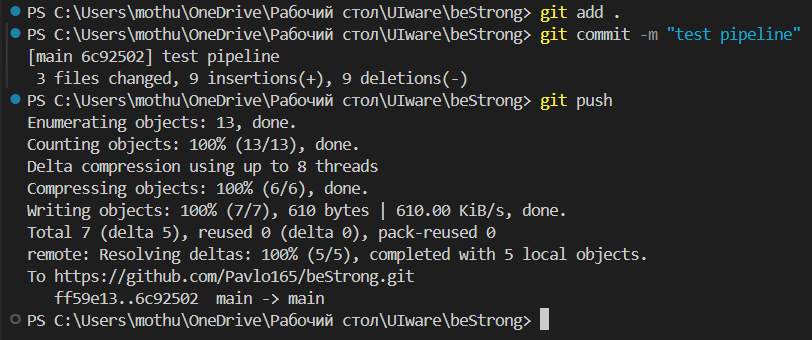 PS C:\Users\mothu\OneDrive\Рабочий стол\UIware\beStrong> git add .
PS C:\Users\mothu\OneDrive\Рабочий стол\UIware\beStrong> git commit -m "test pipeline"
[main 6c92502] test pipeline
 3 files changed, 9 insertions(+), 9 deletions(-)
PS C:\Users\mothu\OneDrive\Рабочий стол\UIware\beStrong> git push
Enumerating objects: 13, done.
Counting objects: 100% (13/13), done.
Delta compression using up to 8 threads
Compressing objects: 100% (6/6), done.
Writing objects: 100% (7/7), 610 bytes | 610.00 KiB/s, done.
Total 7 (delta 5), reused 0 (delta 0), pack-reused 0
remote: Resolving deltas: 100% (5/5), completed with 5 local objects.
To https://github.com/Pavlo165/beStrong.git
   ff59e13..6c92502  main -> main
PS C:\Users\mothu\OneDrive\Рабочий стол\UIware\beStrong>